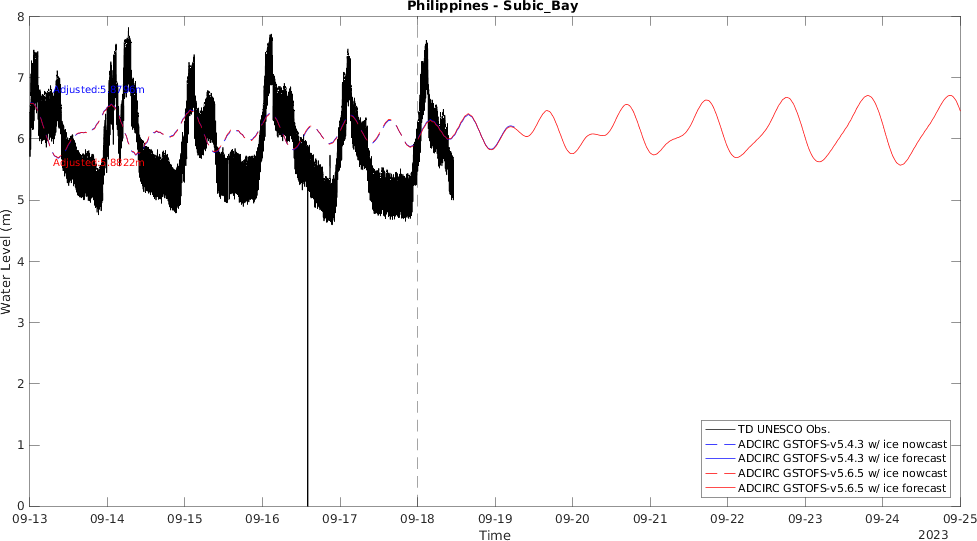 Philippines - Subic_Bay
8
7
6
5
4
3
2
1
0
Water Level (m)
m
m
TD UNESCO Obs.
ADCIRC GSTOFS-v5.4.3 w/ ice nowcast
ADCIRC GSTOFS-v5.4.3 w/ ice forecast
ADCIRC GSTOFS-v5.6.5 w/ ice nowcast
ADCIRC GSTOFS-v5.6.5 w/ ice forecast
09-13 09-14 09-15 09-16 09-17 09-18 09-19 09-20 09-21 09-22 09-23 09-24 09-25
Time
2023